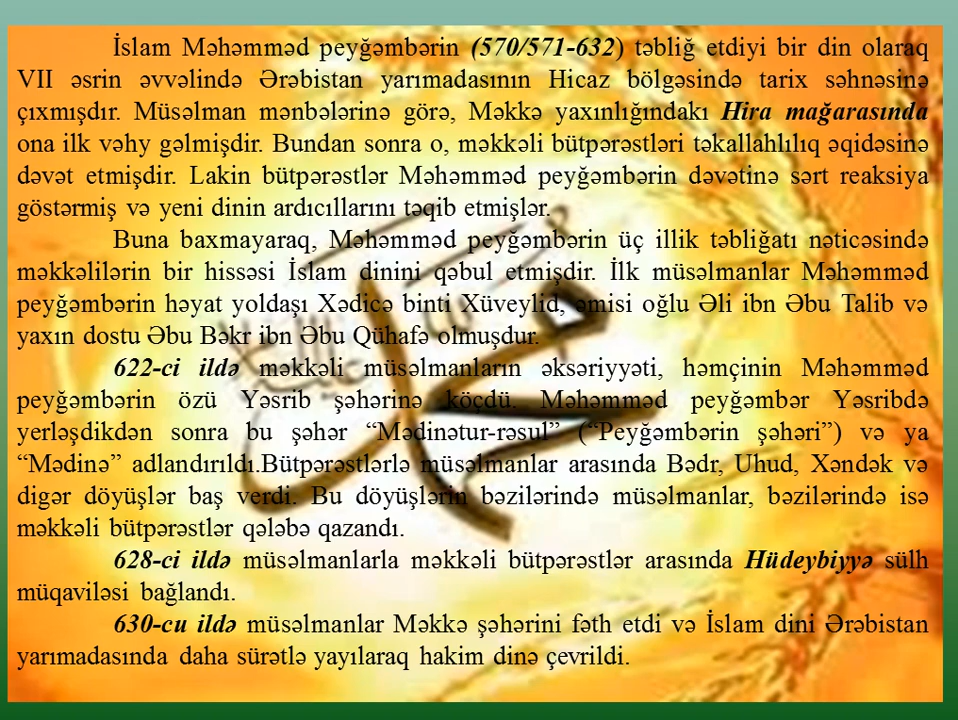 İslam Məhəmməd peyğəmbərin (570/571-632) təbliğ etdiyi bir din olaraq
VII əsrin əvvəlində Ərəbistan yarımadasının Hicaz bölgəsində tarix səhnəsinə
çıxmışdır. Müsəlman mənbələrinə görə, Məkkə yaxınlığındakı Hira mağarasında
ona ilk vəhy gəlmişdir. Bundan sonra o, məkkəli bütpərəstləri təkallahlılıq əqidəsinə
dəvət etmişdir. Lakin bütpərəstlər Məhəmməd peyğəmbərin dəvətinə sərt reaksiya
göstərmiş və yeni dinin ardıcıllarını təqib etmişlər.
Buna baxmayaraq, Məhəmməd peyğəmbərin üç illik təbliğatı nəticəsində
məkkəlilərin bir hissəsi İslam dinini qəbul etmişdir. İlk müsəlmanlar Məhəmməd
peyğəmbərin həyat yoldaşı Xədicə binti Xüveylid, əmisi oğlu Əli ibn Əbu Talib və
yaxın dostu Əbu Bəkr ibn Əbu Qühafə olmuşdur.
622-ci ildə məkkəli müsəlmanların əksəriyyəti, həmçinin Məhəmməd
peyğəmbərin özü Yəsrib şəhərinə köçdü. Məhəmməd peyğəmbər Yəsribdə
yerləşdikdən sonra bu şəhər “Mədinətur-rəsul” (“Peyğəmbərin şəhəri”) və ya
“Mədinə” adlandırıldı.Bütpərəstlərlə müsəlmanlar arasında Bədr, Uhud, Xəndək və
digər döyüşlər baş verdi. Bu döyüşlərin bəzilərində müsəlmanlar, bəzilərində isə
məkkəli bütpərəstlər qələbə qazandı.
628-ci ildə müsəlmanlarla məkkəli bütpərəstlər arasında Hüdeybiyyə sülh
müqaviləsi bağlandı.
630-cu ildə müsəlmanlar Məkkə şəhərini fəth etdi və İslam dini Ərəbistan
yarımadasında daha sürətlə yayılaraq hakim dinə çevrildi.